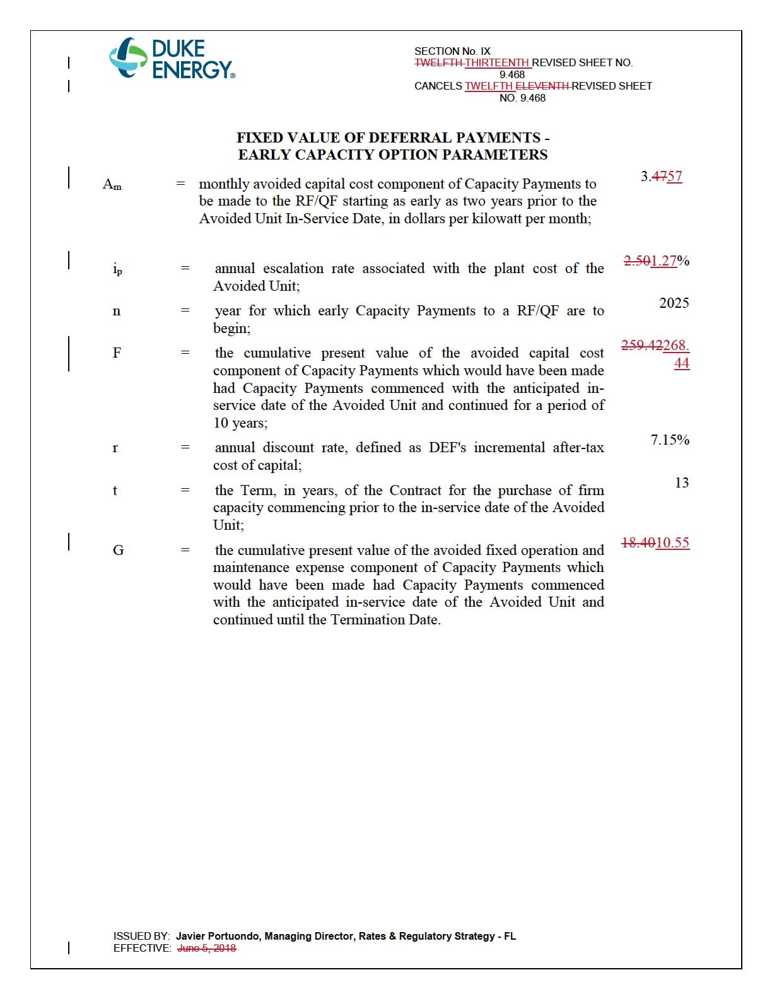 DUKE
ENERGY®
SECTION No. IX
TWELFTH THIRTEENTH REVISED SHEET NO.
9.468
CANCELS TWELFTH ELEVENTH REVISED SHEET
NO. 9.468
FIXED VALUE OF DEFERRAL PAYMENTS -
EARLY CAPACITY OPTION PARAMETERS
Am = monthly avoided capital cost component of Capacity Payments to 3.4757
be made to the RF/QF starting as early as two years prior to the
Avoided Unit In-Service Date, in dollars per kilowatt per month;
ip = annual escalation rate associated with the plant cost of the 2.501.27%
Avoided Unit;
n = year for which early Capacity Payments to a RF/QF are to 2025
begin;
F = the cumulative present value of the avoided capital cost 259.42268.
component of Capacity Payments which would have been made 44
had Capacity Payments commenced with the anticipated in-
service date of the Avoided Unit and continued for a period of
10 years;
r = annual discount rate, defined as DEF's incremental after-tax 7.15%
cost of capital;
t = the Term, in years, of the Contract for the purchase of firm 13
capacity commencing prior to the in-service date of the Avoided
Unit;
G = the cumulative present value of the avoided fixed operation and 18.4010.55
maintenance expense component of Capacity Payments which
would have been made had Capacity Payments commenced
with the anticipated in-service date of the Avoided Unit and
continued until the Termination Date.
ISSUED BY: Javier Portuondo, Managing Director, Rates & Regulatory Strategy - FL
EFFECTIVE: June 5, 2018